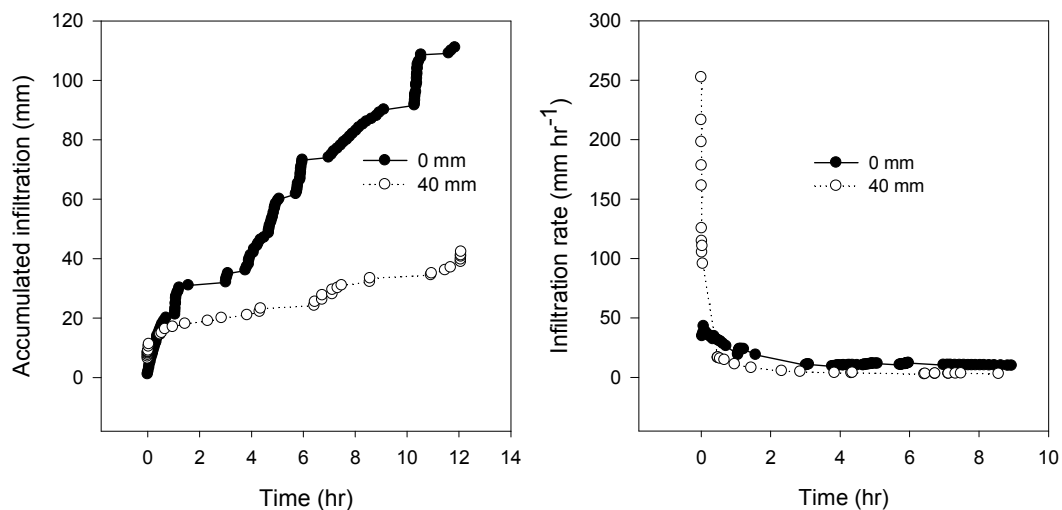 120
100
80
60
40
20
0
Accumulated infiltration (mm)
0 mm
40 mm
0 2 4 6 8 10 12 14
Time (hr)
300
250
200
150
100
50
0
Infiltration rate (mm hr⁻¹)
0 mm
40 mm
0 2 4 6 8 10
Time (hr)